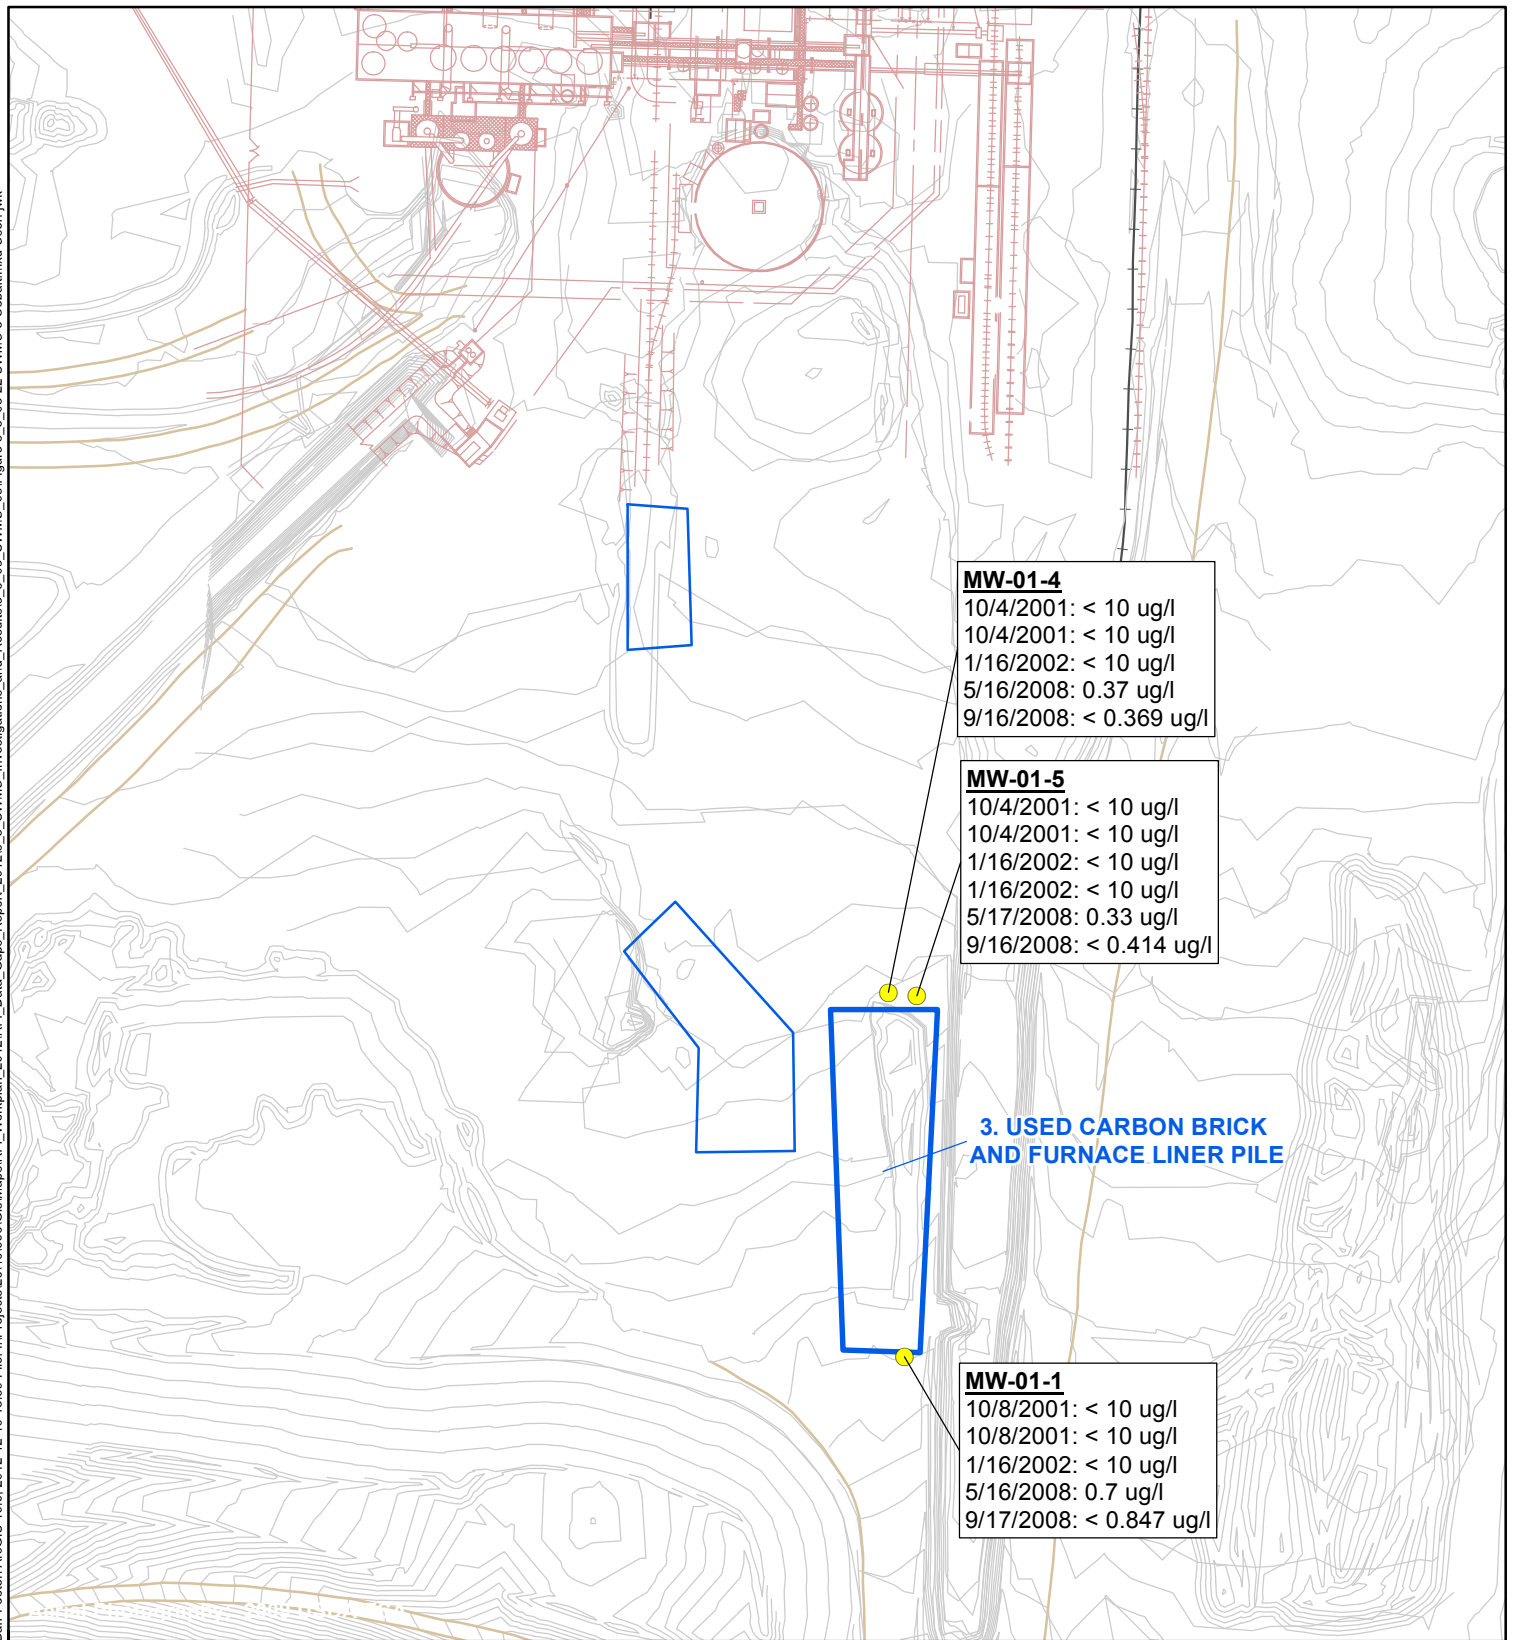 MW-01-4
10/4/2001: < 10 ug/l
10/4/2001: < 10 ug/l
1/16/2002: < 10 ug/l
5/16/2008: 0.37 ug/l
9/16/2008: < 0.369 ug/l
MW-01-5
10/4/2001: < 10 ug/l
10/4/2001: < 10 ug/l
1/16/2002: < 10 ug/l
1/16/2002: < 10 ug/l
5/17/2008: 0.33 ug/l
9/16/2008: < 0.414 ug/l
3. USED CARBON BRICK
AND FURNACE LINER PILE
MW-01-1
10/8/2001: < 10 ug/l
10/8/2001: < 10 ug/l
1/16/2002: < 10 ug/l
5/16/2008: 0.7 ug/l
9/17/2008: < 0.847 ug/l